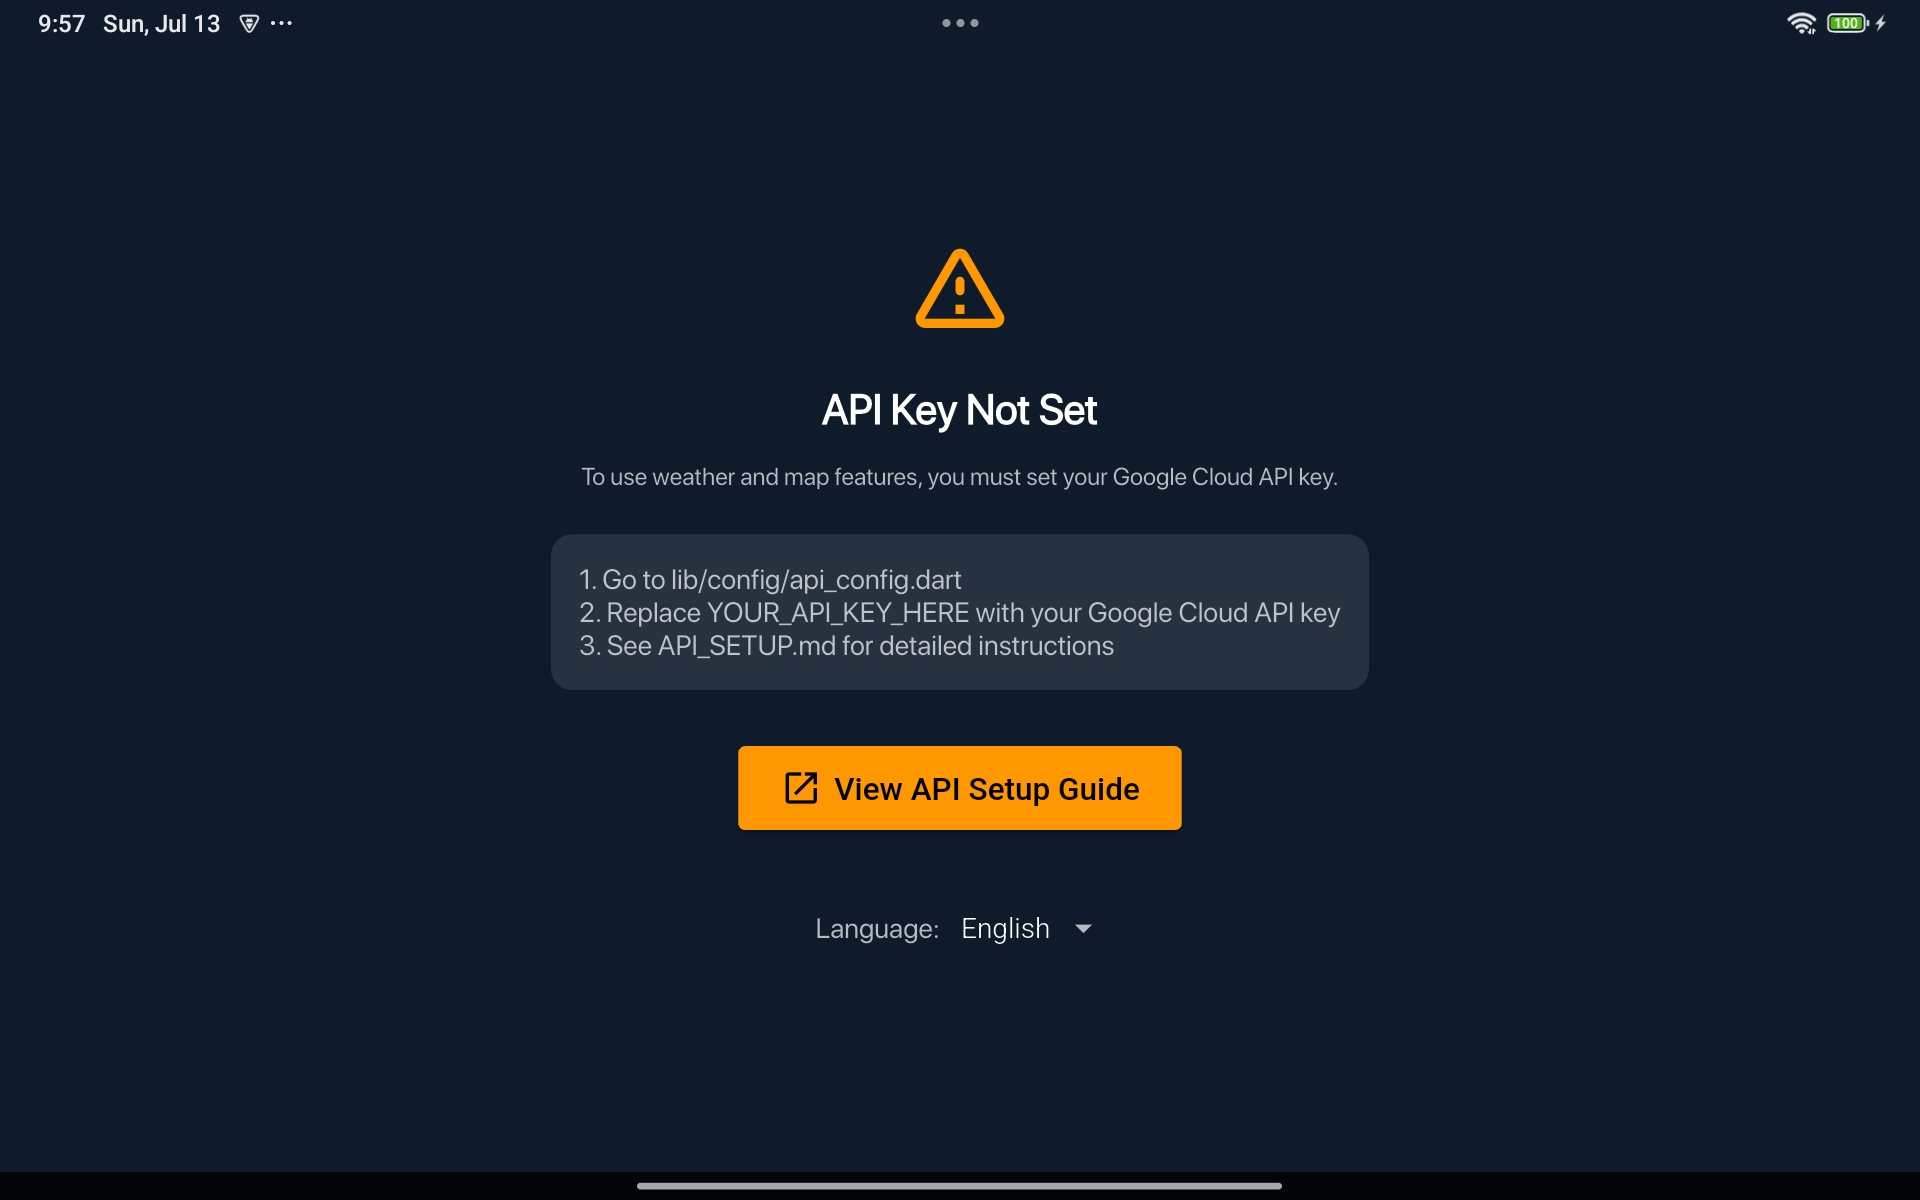 9:57 Sun, Jul 13
100
API Key Not Set
To use weather and map features, you must set your Google Cloud API key.
1. Go to lib/config/api_config.dart
2. Replace YOUR_API_KEY_HERE with your Google Cloud API key
3. See API_SETUP.md for detailed instructions
View API Setup Guide
Language: English